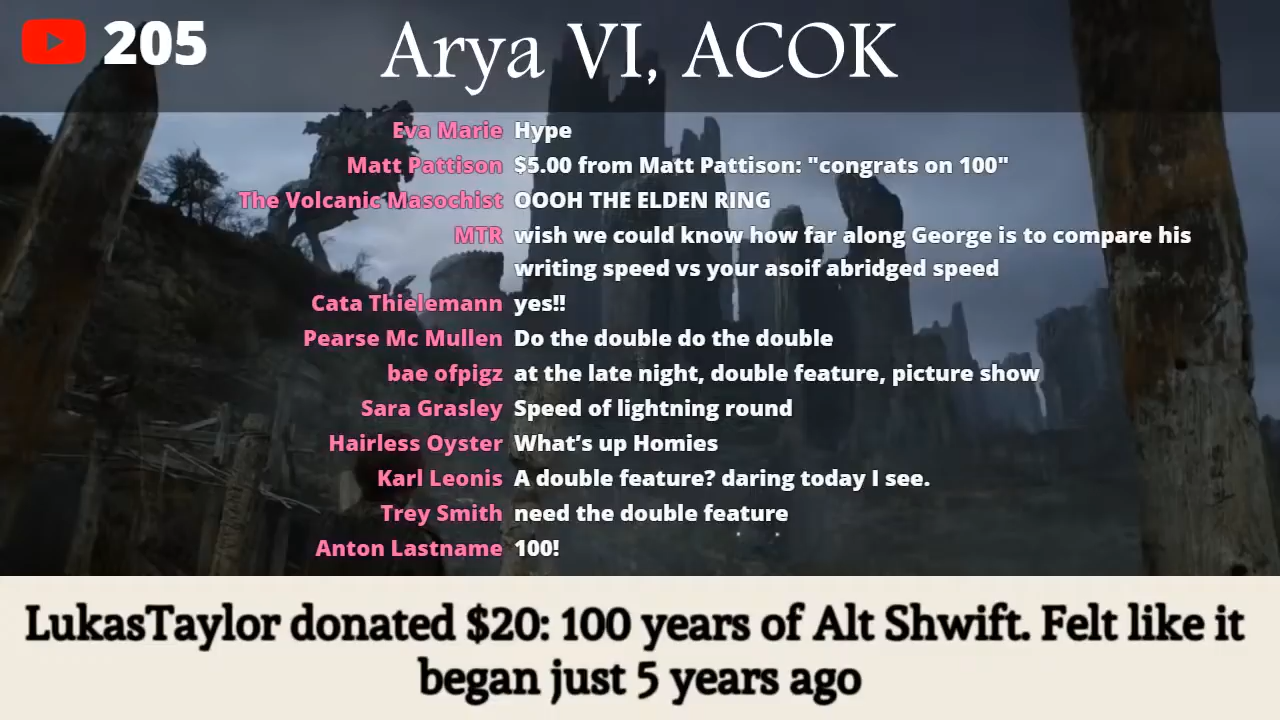 205
Arya VI, ACOK
Eva Marie Hype
Matt Pattison $5.00 from Matt Pattison: "congrats on 100"
The Volcanic Masochist OOOH THE ELDEN RING
MTR wish we could know how far along George is to compare his
writing speed vs your asoif abridged speed
Cata Thielemann yes!!
Pearse Mc Mullen Do the double do the double
bae ofpigz at the late night, double feature, picture show
Sara Grasley Speed of lightning round
Hairless Oyster What's up Homies
Karl Leonis A double feature? daring today I see.
Trey Smith need the double feature
Anton Lastname 100!
LukasTaylor donated $20: 100 years of Alt Shwift. Felt like it
began just 5 years ago